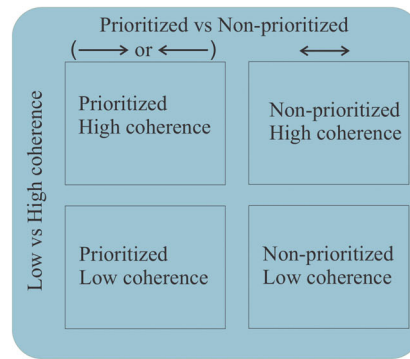 Prioritized vs Non-prioritized
(⟶ or ⟵) ⟷
Low vs High coherence
Prioritized
High coherence
Non-prioritized
High coherence
Prioritized
Low coherence
Non-prioritized
Low coherence